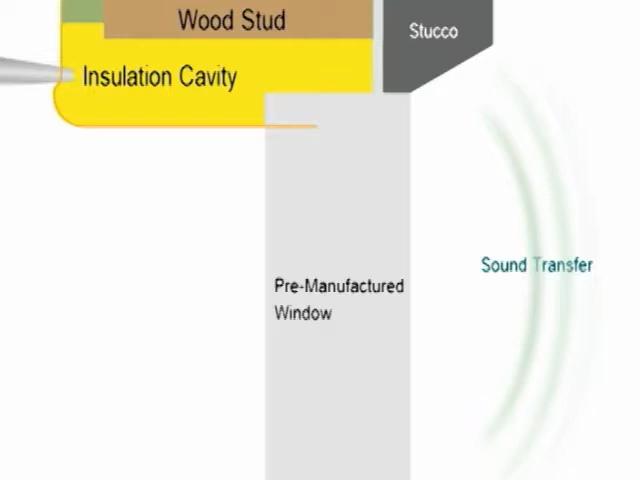 Wood Stud
Stucco
Insulation Cavity
Sound Transfer
Pre-Manufactured
Window